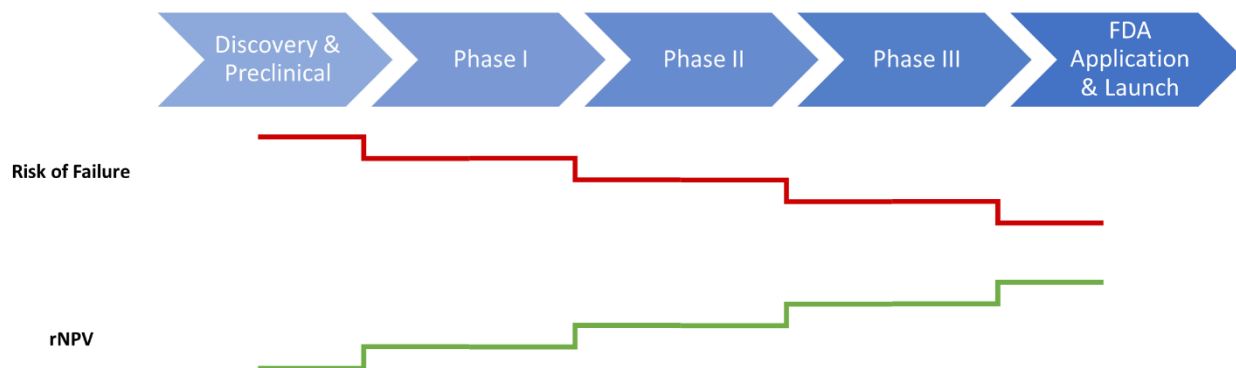 Discovery &
Preclinical
Phase I
Phase II
Phase III
FDA
Application
& Launch
Risk of Failure
rNPV